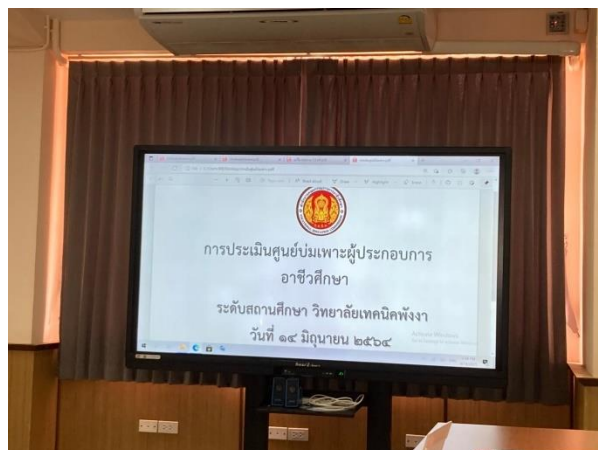 การประเมินศูนย์บ่มเพาะผู้ประกอบการ
อาชีวศึกษา
ระดับสถานศึกษา วิทยาลัยเทคนิคพังงา
วันที่ ๑๔ มิถุนายน ๒๕๖๔
Activate Windows